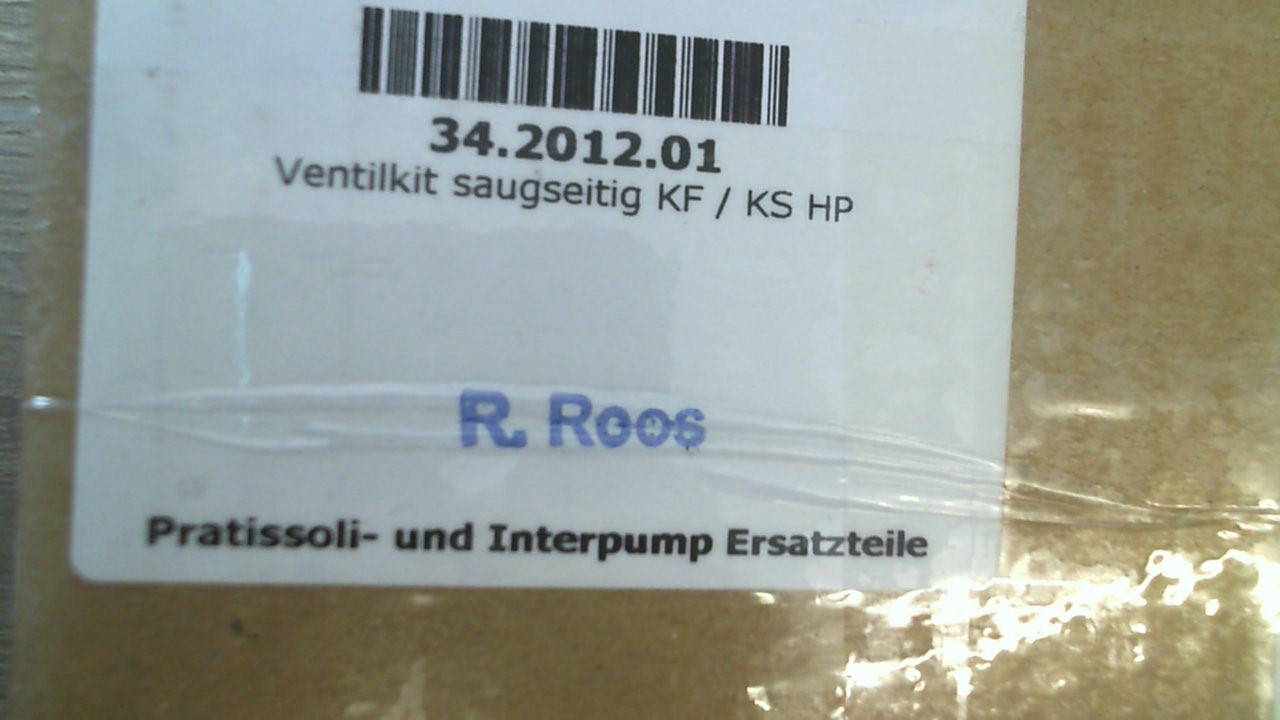 34.2012.01
Ventilkit saugseitig KF / KS HP
R. Roos
Pratissoli- und Interpump Ersatzteile